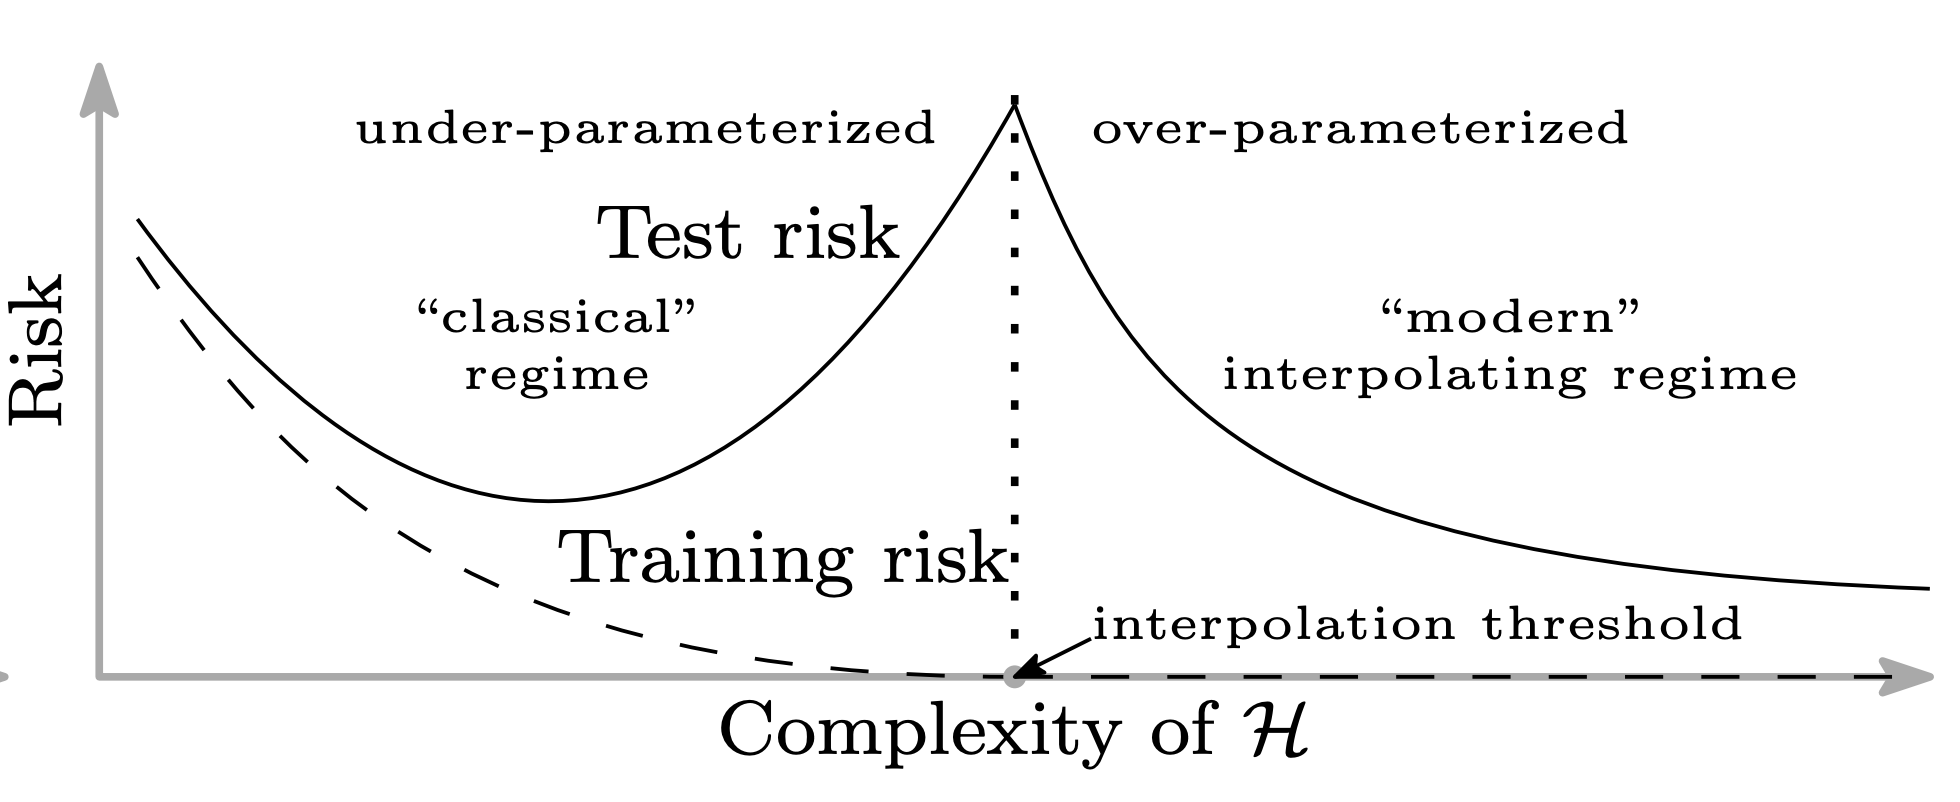 under-parameterized
over-parameterized
Test risk
“classical”
regime
“modern”
interpolating regime
Risk
Training risk
interpolation threshold
Complexity of ℋ